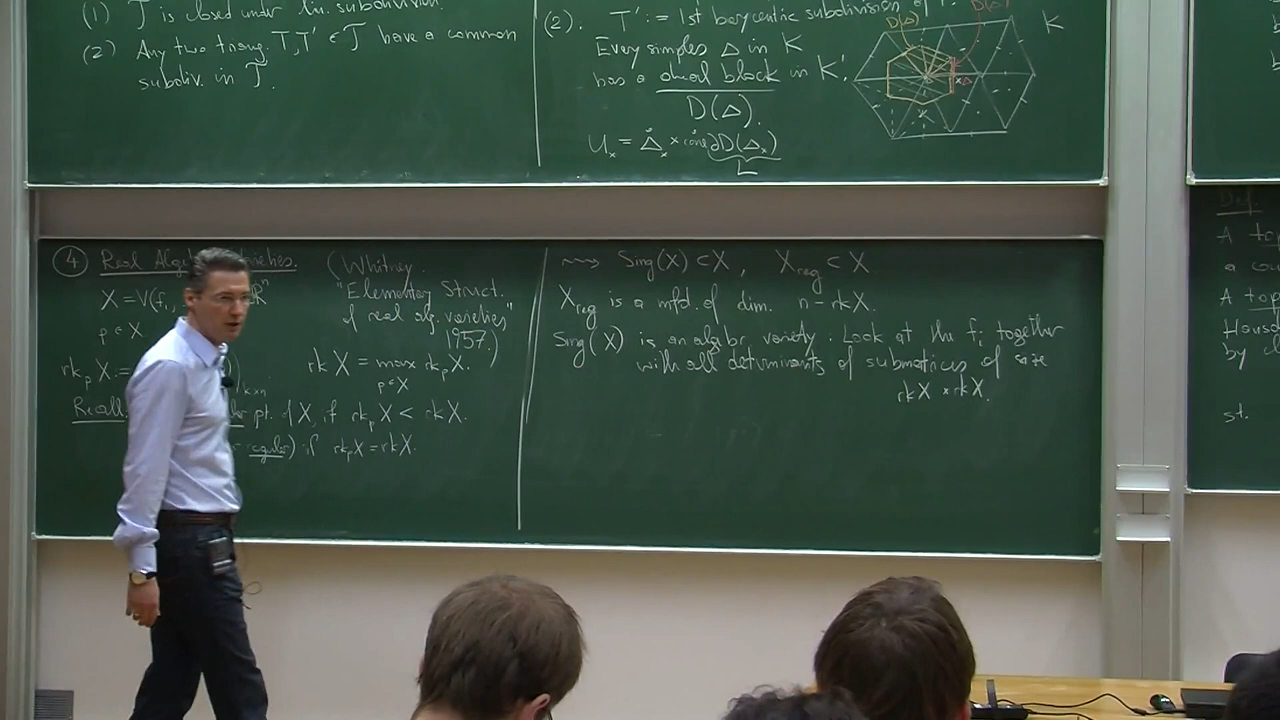 (1) T is closed under lin. subdivision.
(2) Any two triang. T, T' ∈ T have a common
subdiv. in T.
(2). T' := 1st barycentric subdivision of T.
Every simplex Δ in K
has a dual block in K'.
D(Δ).
U_x = Δ̊_x × cone ∂D(Δ_x)
L
D(Δ)
K
④ Real Alg
(Whitney.
"Elementary Struct.
of real alg. varieties"
1957.)
X = V(f
p ∈ X
rk_p X :=
rk X = max rk_p X.
p ∈ X
Recall
pt. of X, if rk_p X < rk X.
regular) if rk_p X = rk X.
⇝ Sing(X) ⊂ X, X_reg ⊂ X.
X_reg is a mfd. of dim. n - rk X.
Sing(X) is an algbr. variety. Look at the f_i together
with all determinants of submatrices of size
rk X × rk X.
Def.
A top
a cou
A top
Haus
by cl
st.